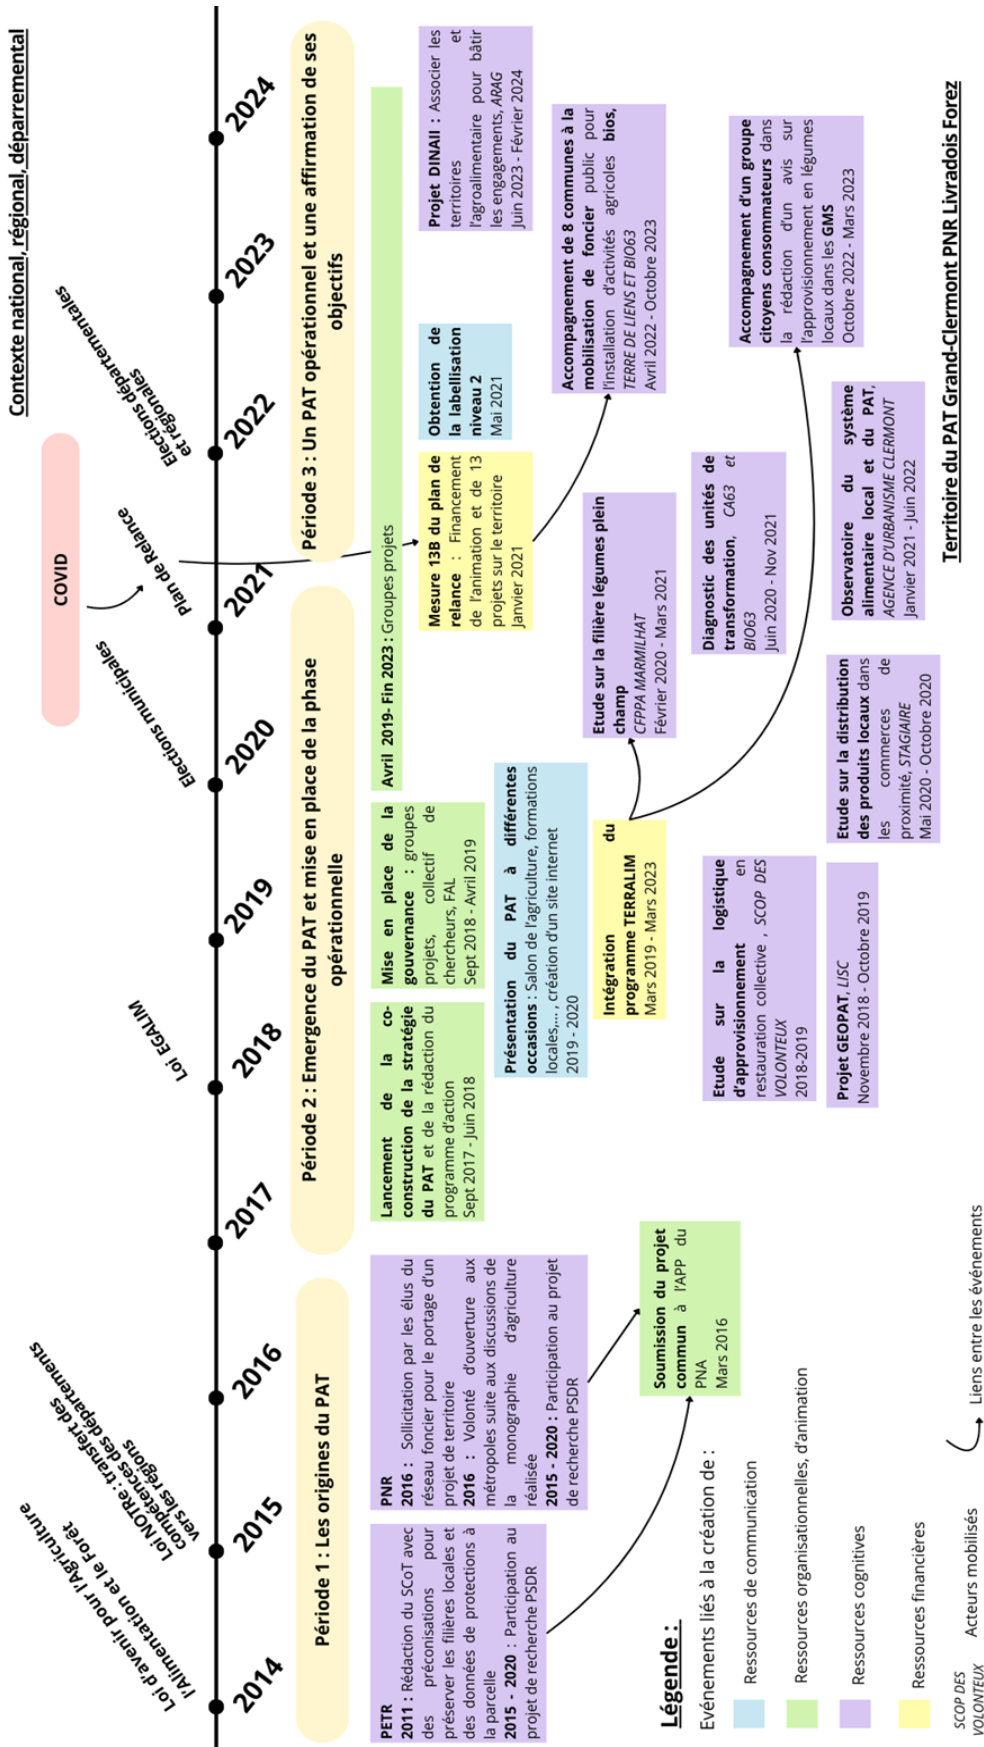 Contexte national, régional, déparremental
COVID
Loi d'avenir pour l'Agriculture
l'Alimentation et le Forêt
Loi NOTRe : transfert des
compétences des départements
vers les régions
Loi EGALIM
Elections municipales
Plan de Relance
Elections départementales
et régionales
2014
2015
2016
2017
2018
2019
2020
2021
2022
2023
2024
Période 1 : Les origines du PAT
Période 2 : Emergence du PAT et mise en place de la phase
opérationnelle
Période 3 : Un PAT opérationnel et une affirmation de ses
objectifs
PETR
2011 : Rédaction du SCoT avec
des préconisations pour
préserver les filières locales et
des données de protections à
la parcelle
2015 - 2020 : Participation au
projet de recherche PSDR
PNR
2016 : Sollicitation par les élus du
réseau foncier pour le portage d'un
projet de territoire
2016 : Volonté d'ouverture aux
métropoles suite aux discussions de
la monographie d'agriculture
réalisée
2015 - 2020 : Participation au projet
de recherche PSDR
Soumission du projet
commun à l'APP du
PNA
Mars 2016
Lancement de la co-
construction de la stratégie
du PAT et de la rédaction du
programme d'action
Sept 2017 - Juin 2018
Mise en place de la
gouvernance : groupes
projets, collectif de
chercheurs, FAL
Sept 2018 - Avril 2019
Avril 2019- Fin 2023 : Groupes projets
Présentation du PAT à différentes
occasions : Salon de l'agriculture, formations
locales,... , création d'un site internet
2019 - 2020
Intégration du
programme TERRALIM
Mars 2019 - Mars 2023
Etude sur la logistique
d'approvisionnement en
restauration collective , SCOP DES
VOLONTEUX
2018-2019
Projet GEOPAT, LISC
Novembre 2018 - Octobre 2019
Etude sur la filière légumes plein
champ
CFPPA MARMILHAT
Février 2020 - Mars 2021
Diagnostic des unités de
transformation, CA63 et
BIO63
Juin 2020 - Nov 2021
Etude sur la distribution
des produits locaux dans
les commerces de
proximité, STAGIAIRE
Mai 2020 - Octobre 2020
Mesure 13B du plan de
relance : Financement
de l'animation et de 13
projets sur le territoire
Janvier 2021
Obtention de
la labellisation
niveau 2
Mai 2021
Projet DINAII : Associer les
territoires et
l'agroalimentaire pour bâtir
les engagements, ARAG
Juin 2023 - Février 2024
Accompagnement de 8 communes à la
mobilisation de foncier public pour
l'installation d'activités agricoles bios,
TERRE DE LIENS ET BIO63
Avril 2022 - Octobre 2023
Accompagnement d'un groupe
citoyens consommateurs dans
la rédaction d'un avis sur
l'approvisionnement en légumes
locaux dans les GMS
Octobre 2022 - Mars 2023
Observatoire du système
alimentaire local et du PAT,
AGENCE D'URBANISME CLERMONT
Janvier 2021 - Juin 2022
Territoire du PAT Grand-Clermont PNR Livradois Forez
Légende :
Evénements liés à la création de :
Ressources de communication
Ressources organisationnelles, d'animation
Ressources cognitives
Ressources financières
SCOP DES
VOLONTEUX
Acteurs mobilisés
Liens entre les événements